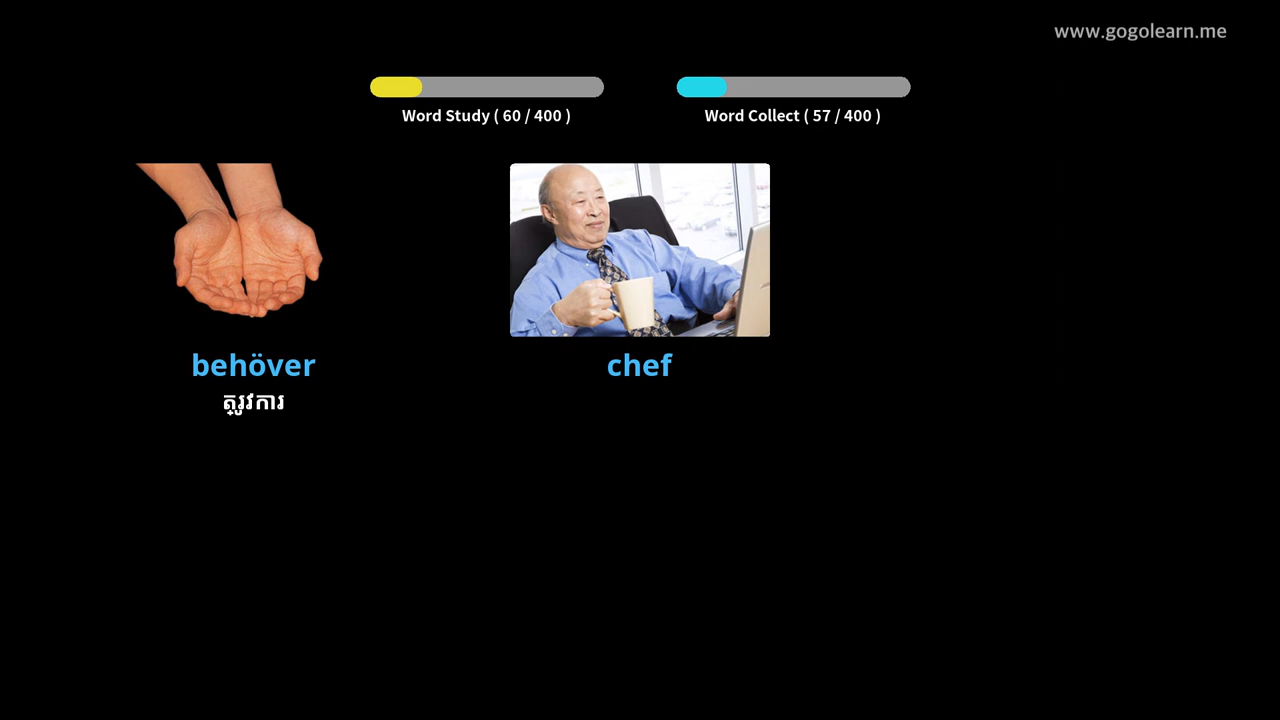 www.gogolearn.me
Word Study ( 60 / 400 )
Word Collect ( 57 / 400 )
behöver
ត្រូវការ
chef